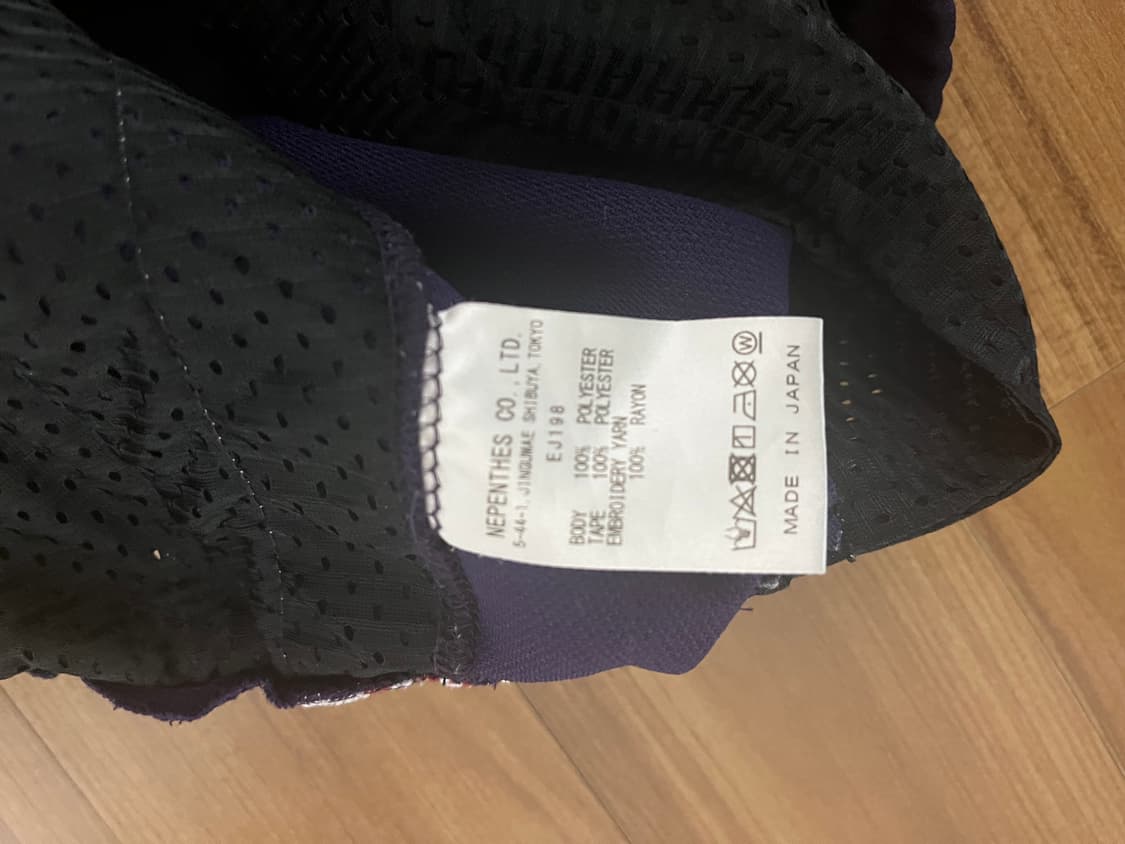 NEPENTHES CO., LTD.
5-44-1, JINGUMAE SHIBUYA, TOKYO
EJ198
BODY 100% POLYESTER
TAPE 100% POLYESTER
EMBROIDERY YARN
100% RAYON
W
MADE IN JAPAN